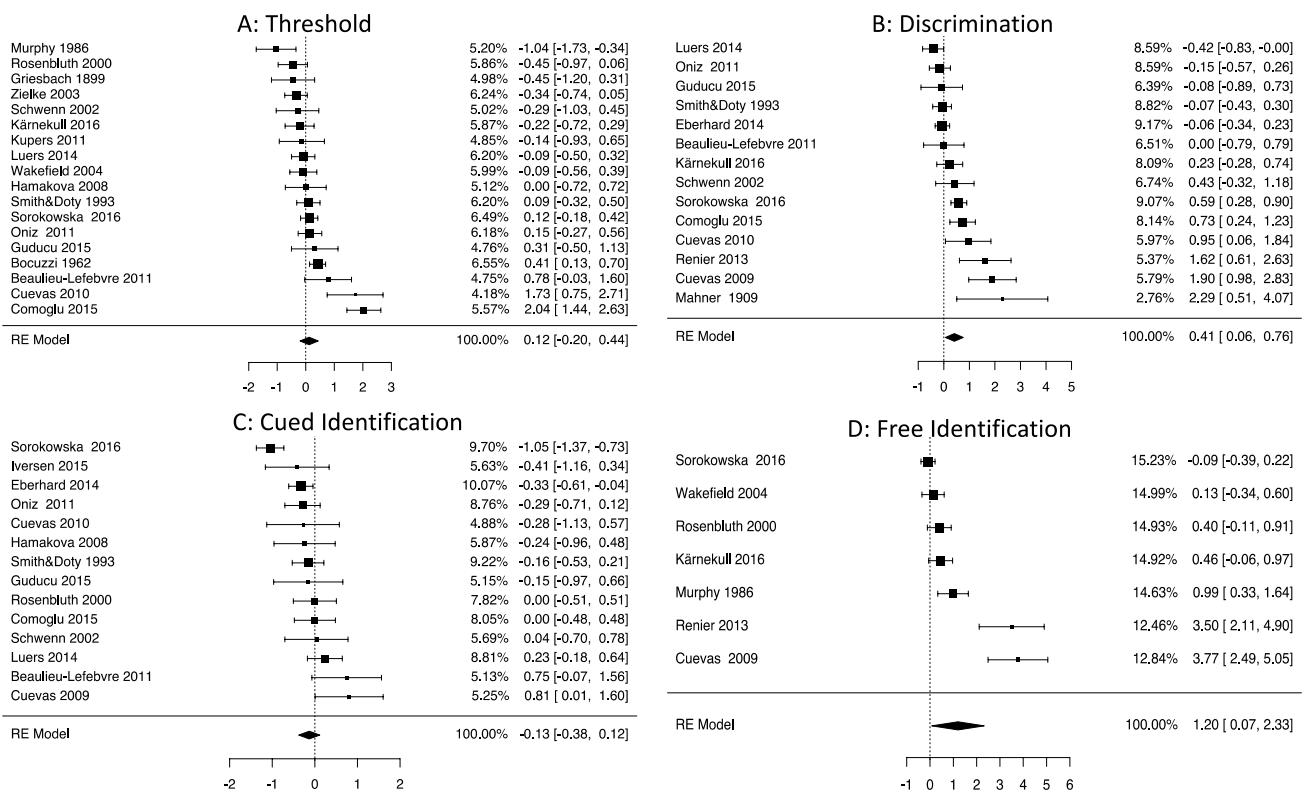 A: Threshold
Murphy 1986 5.20% -1.04 [-1.73, -0.34]
Rosenbluth 2000 5.86% -0.45 [-0.97, 0.06]
Griesbach 1899 4.98% -0.45 [-1.20, 0.31]
Zielke 2003 6.24% -0.34 [-0.74, 0.05]
Schwenn 2002 5.02% -0.29 [-1.03, 0.45]
Kärnekull 2016 5.87% -0.22 [-0.72, 0.29]
Kupers 2011 4.85% -0.14 [-0.93, 0.65]
Luers 2014 6.20% -0.09 [-0.50, 0.32]
Wakefield 2004 5.99% -0.09 [-0.56, 0.39]
Hamakova 2008 5.12% 0.00 [-0.72, 0.72]
Smith&Doty 1993 6.20% 0.09 [-0.32, 0.50]
Sorokowska 2016 6.49% 0.12 [-0.18, 0.42]
Oniz 2011 6.18% 0.15 [-0.27, 0.56]
Guducu 2015 4.76% 0.31 [-0.50, 1.13]
Bocuzzi 1962 6.55% 0.41 [ 0.13, 0.70]
Beaulieu-Lefebvre 2011 4.75% 0.78 [-0.03, 1.60]
Cuevas 2010 4.18% 1.73 [ 0.75, 2.71]
Comoglu 2015 5.57% 2.04 [ 1.44, 2.63]
RE Model 100.00% 0.12 [-0.20, 0.44]
-2 -1 0 1 2 3
B: Discrimination
Luers 2014 8.59% -0.42 [-0.83, -0.00]
Oniz 2011 8.59% -0.15 [-0.57, 0.26]
Guducu 2015 6.39% -0.08 [-0.89, 0.73]
Smith&Doty 1993 8.82% -0.07 [-0.43, 0.30]
Eberhard 2014 9.17% -0.06 [-0.34, 0.23]
Beaulieu-Lefebvre 2011 6.51% 0.00 [-0.79, 0.79]
Kärnekull 2016 8.09% 0.23 [-0.28, 0.74]
Schwenn 2002 6.74% 0.43 [-0.32, 1.18]
Sorokowska 2016 9.07% 0.59 [ 0.28, 0.90]
Comoglu 2015 8.14% 0.73 [ 0.24, 1.23]
Cuevas 2010 5.97% 0.95 [ 0.06, 1.84]
Renier 2013 5.37% 1.62 [ 0.61, 2.63]
Cuevas 2009 5.79% 1.90 [ 0.98, 2.83]
Mahner 1909 2.76% 2.29 [ 0.51, 4.07]
RE Model 100.00% 0.41 [ 0.06, 0.76]
-1 0 1 2 3 4 5
C: Cued Identification
Sorokowska 2016 9.70% -1.05 [-1.37, -0.73]
Iversen 2015 5.63% -0.41 [-1.16, 0.34]
Eberhard 2014 10.07% -0.33 [-0.61, -0.04]
Oniz 2011 8.76% -0.29 [-0.71, 0.12]
Cuevas 2010 4.88% -0.28 [-1.13, 0.57]
Hamakova 2008 5.87% -0.24 [-0.96, 0.48]
Smith&Doty 1993 9.22% -0.16 [-0.53, 0.21]
Guducu 2015 5.15% -0.15 [-0.97, 0.66]
Rosenbluth 2000 7.82% 0.00 [-0.51, 0.51]
Comoglu 2015 8.05% 0.00 [-0.48, 0.48]
Schwenn 2002 5.69% 0.04 [-0.70, 0.78]
Luers 2014 8.81% 0.23 [-0.18, 0.64]
Beaulieu-Lefebvre 2011 5.13% 0.75 [-0.07, 1.56]
Cuevas 2009 5.25% 0.81 [ 0.01, 1.60]
RE Model 100.00% -0.13 [-0.38, 0.12]
-2 -1 0 1 2
D: Free Identification
Sorokowska 2016 15.23% -0.09 [-0.39, 0.22]
Wakefield 2004 14.99% 0.13 [-0.34, 0.60]
Rosenbluth 2000 14.93% 0.40 [-0.11, 0.91]
Kärnekull 2016 14.92% 0.46 [-0.06, 0.97]
Murphy 1986 14.63% 0.99 [ 0.33, 1.64]
Renier 2013 12.46% 3.50 [ 2.11, 4.90]
Cuevas 2009 12.84% 3.77 [ 2.49, 5.05]
RE Model 100.00% 1.20 [ 0.07, 2.33]
-1 0 1 2 3 4 5 6